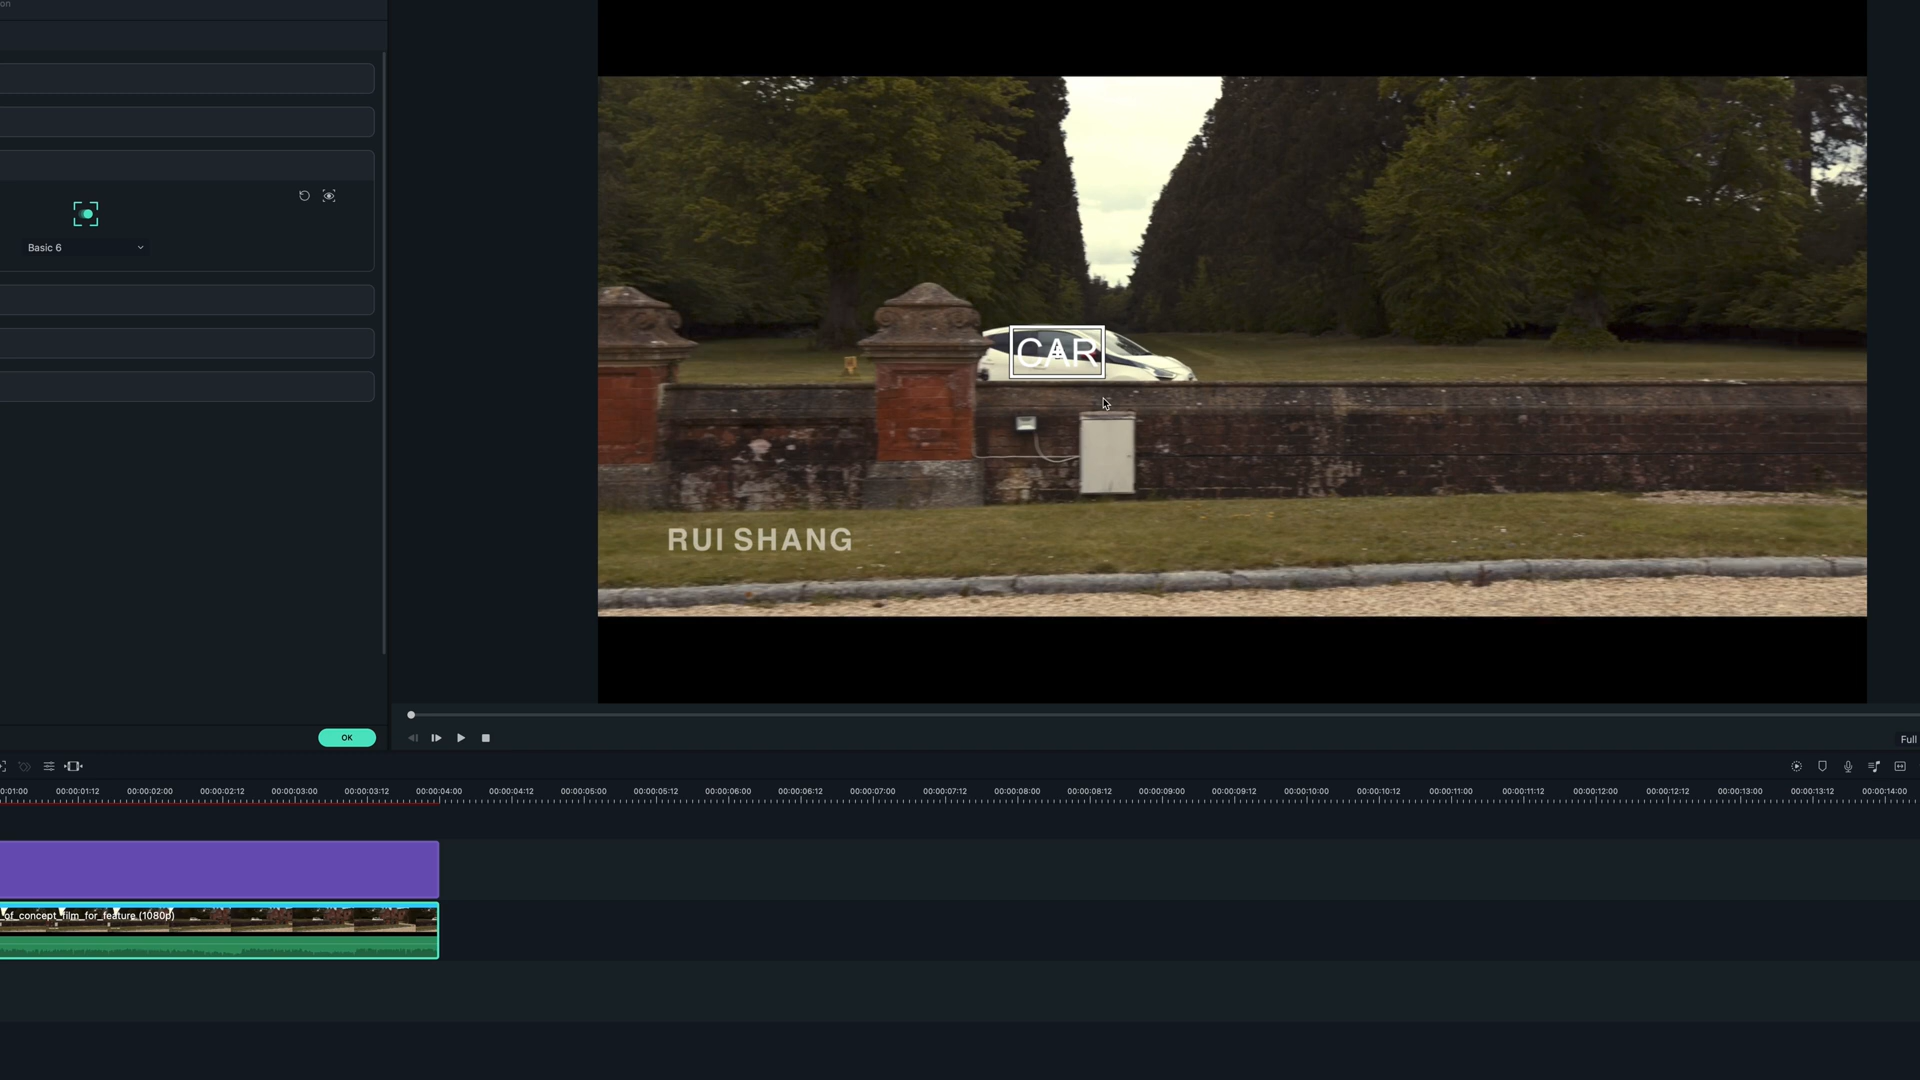 on
Basic 6
CAR
RUI SHANG
OK
Full
0:01:00 00:00:01:12 00:00:02:00 00:00:02:12 00:00:03:00 00:00:03:12 00:00:04:00 00:00:04:12 00:00:05:00 00:00:05:12 00:00:06:00 00:00:06:12 00:00:07:00 00:00:07:12 00:00:08:00 00:00:08:12 00:00:09:00 00:00:09:12 00:00:10:00 00:00:10:12 00:00:11:00 00:00:11:12 00:00:12:00 00:00:12:12 00:00:13:00 00:00:13:12 00:00:14:00
_of_concept_film_for_feature (1080p)